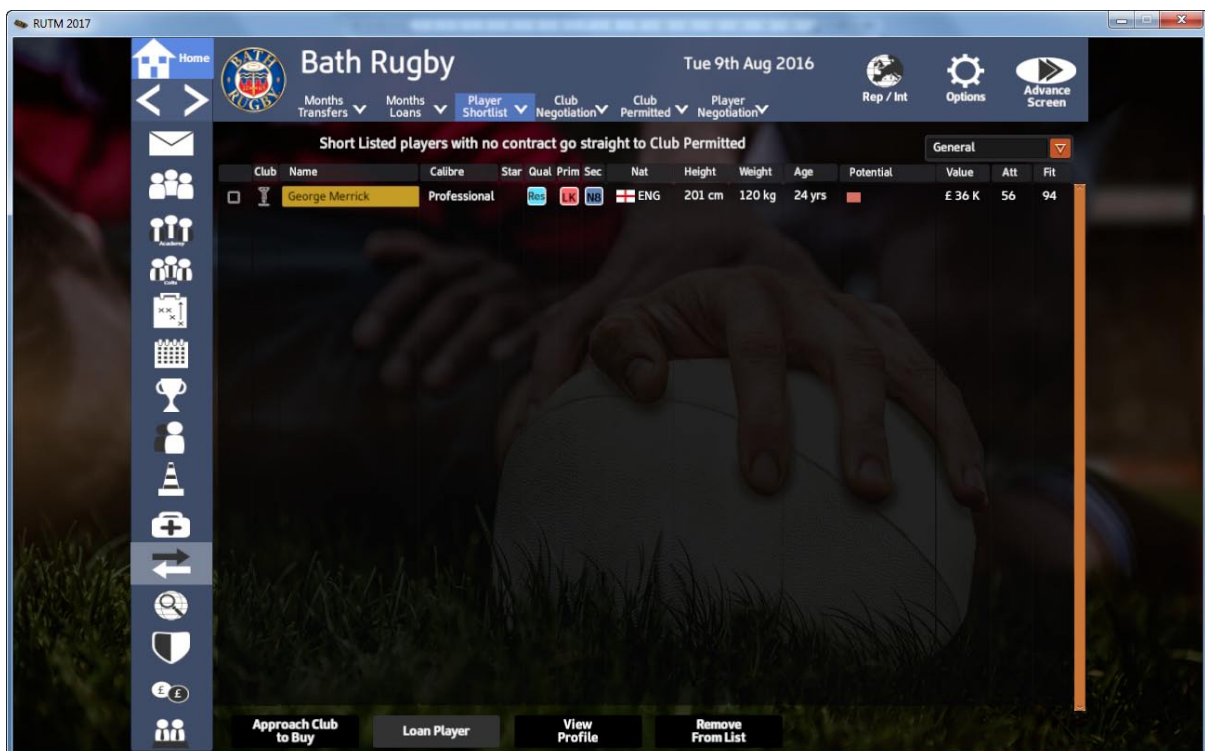 RUTM 2017
Home
BATH RUGBY
Bath Rugby
Tue 9th Aug 2016
Rep / Int
Options
Advance Screen
Months Transfers
Months Loans
Player Shortlist
Club Negotiation
Club Permitted
Player Negotiation
Short Listed players with no contract go straight to Club Permitted
General
Club Name Calibre Star Qual Prim Sec Nat Height Weight Age Potential Value Att Fit
George Merrick Professional Res LK N8 ENG 201 cm 120 kg 24 yrs £ 36 K 56 94
Academy
Colts
Approach Club to Buy
Loan Player
View Profile
Remove From List